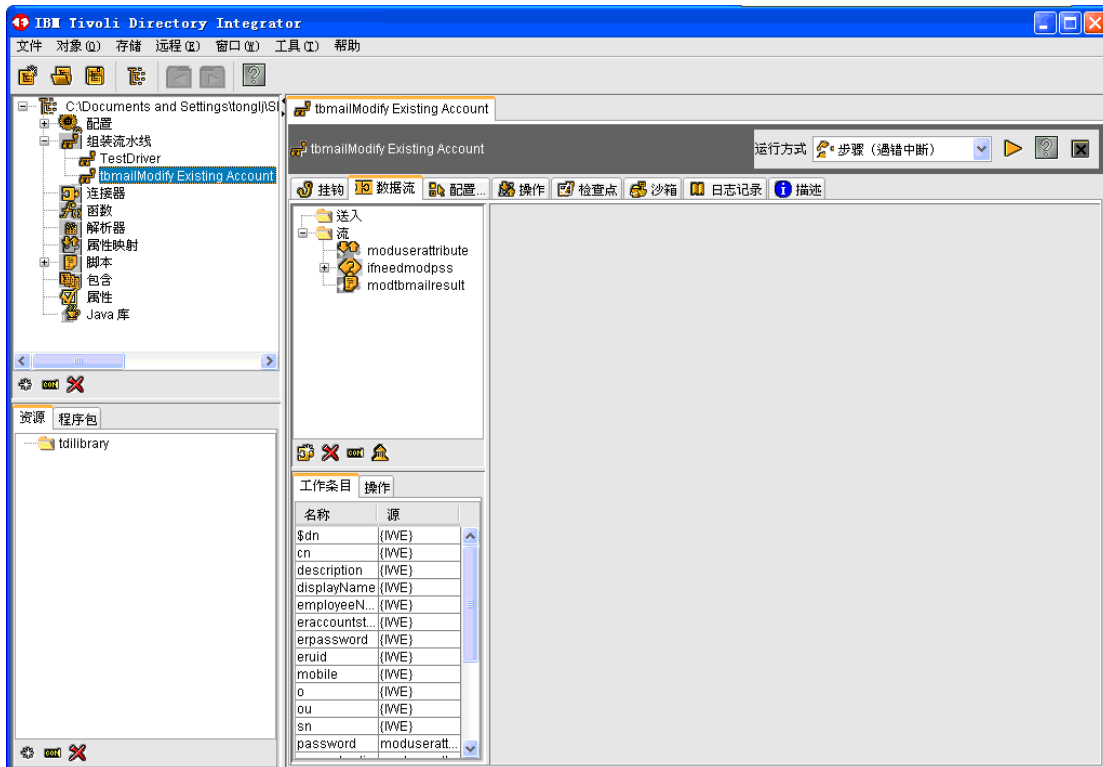 IBM Tivoli Directory Integrator
文件 对象(O) 存储 远程(E) 窗口(W) 工具(T) 帮助
C:\Documents and Settings\tonglj\SI
配置
组装流水线
TestDriver
tbmailModify Existing Account
连接器
函数
解析器
属性映射
脚本
包含
属性
Java 库
资源 程序包
tdilibrary
tbmailModify Existing Account
tbmailModify Existing Account
运行方式 步骤（遇错中断）
挂钩 数据流 配置... 操作 检查点 沙箱 日志记录 描述
送入
流
moduserattribute
ifneedmodpss
modtbmailresult
工作条目 操作
名称 源
$dn {IWE}
cn {IWE}
description {IWE}
displayName {IWE}
employeeN... {IWE}
eraccountst... {IWE}
erpassword {IWE}
eruid {IWE}
mobile {IWE}
o {IWE}
ou {IWE}
sn {IWE}
password moduseratt...